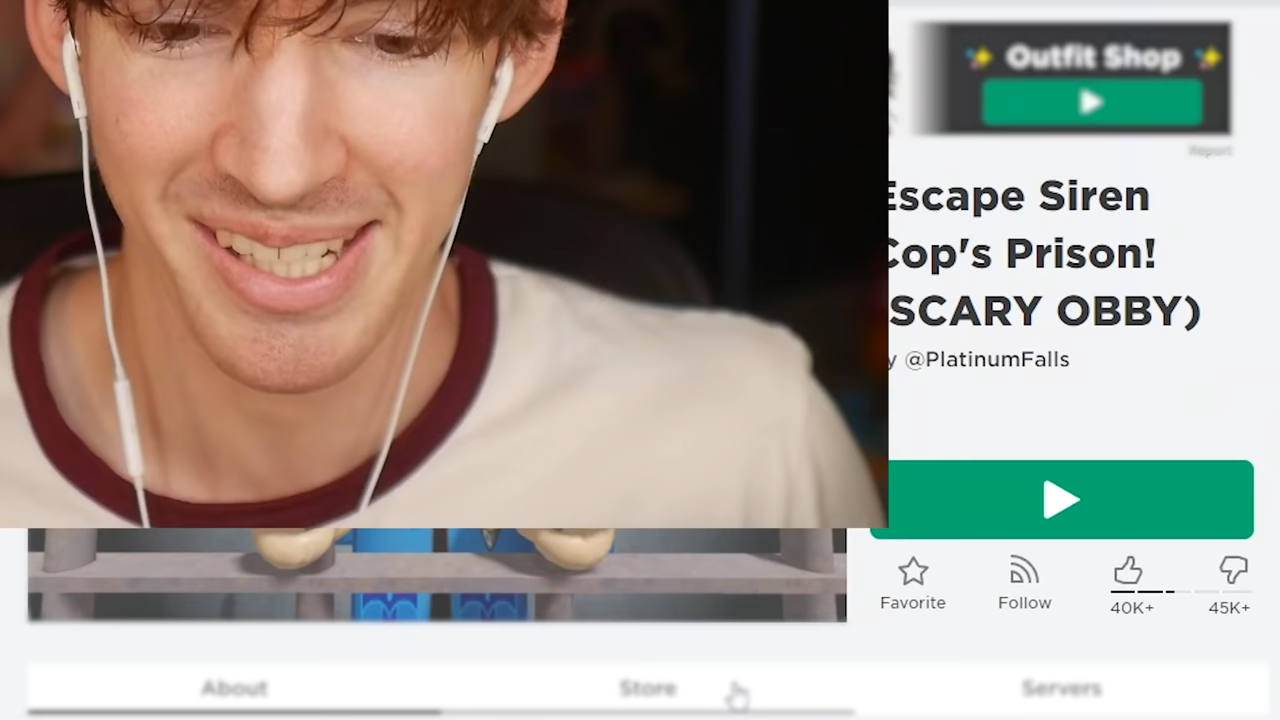 Outfit Shop
Report
Escape Siren
Cop's Prison!
SCARY OBBY)
y @PlatinumFalls
Favorite
Follow
40K+
45K+
About
Store
Servers